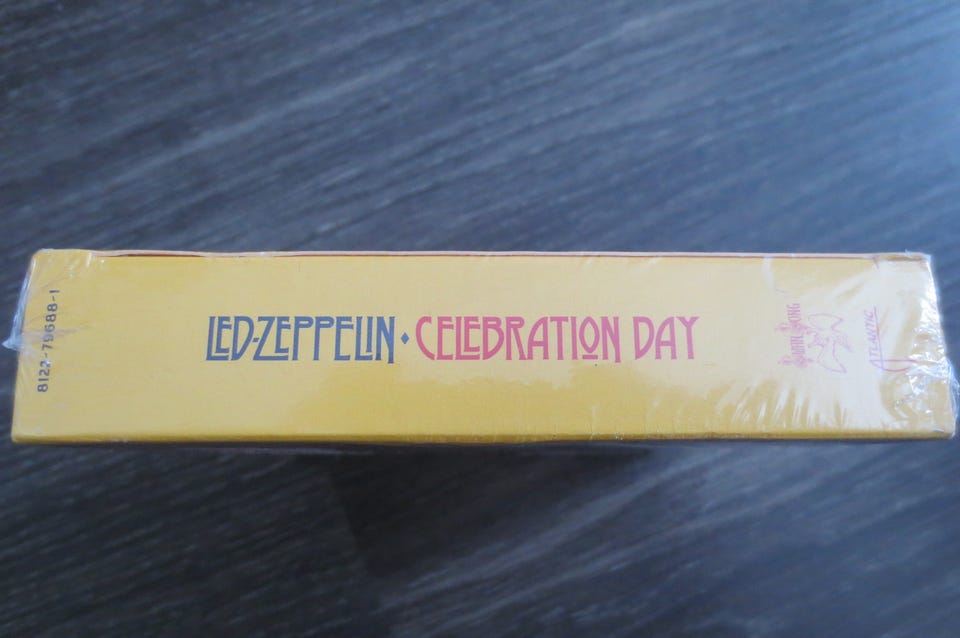 8122-79688-1
LED-ZEPPELIN · CELEBRATION DAY
SWAN SONG
ATLANTIC